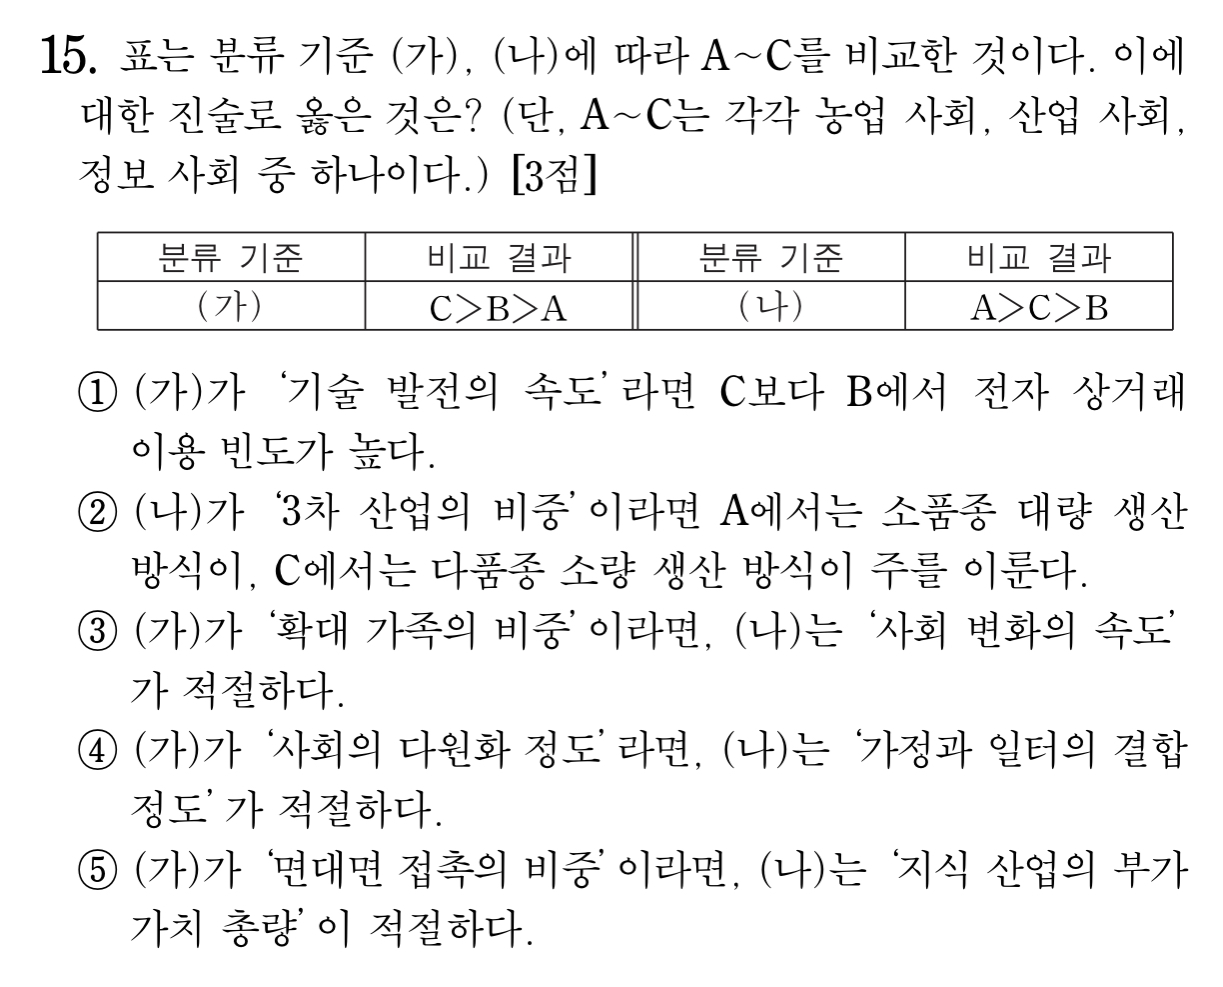 15. 표는 분류 기준 (가), (나)에 따라 A~C를 비교한 것이다. 이에
대한 진술로 옳은 것은? (단, A~C는 각각 농업 사회, 산업 사회,
정보 사회 중 하나이다.) [3점]
분류 기준 비교 결과 분류 기준 비교 결과
(가) C>B>A (나) A>C>B
① (가)가 ‘기술 발전의 속도’라면 C보다 B에서 전자 상거래
이용 빈도가 높다.
② (나)가 ‘3차 산업의 비중’이라면 A에서는 소품종 대량 생산
방식이, C에서는 다품종 소량 생산 방식이 주를 이룬다.
③ (가)가 ‘확대 가족의 비중’이라면, (나)는 ‘사회 변화의 속도’
가 적절하다.
④ (가)가 ‘사회의 다원화 정도’라면, (나)는 ‘가정과 일터의 결합
정도’가 적절하다.
⑤ (가)가 ‘면대면 접촉의 비중’이라면, (나)는 ‘지식 산업의 부가
가치 총량’이 적절하다.